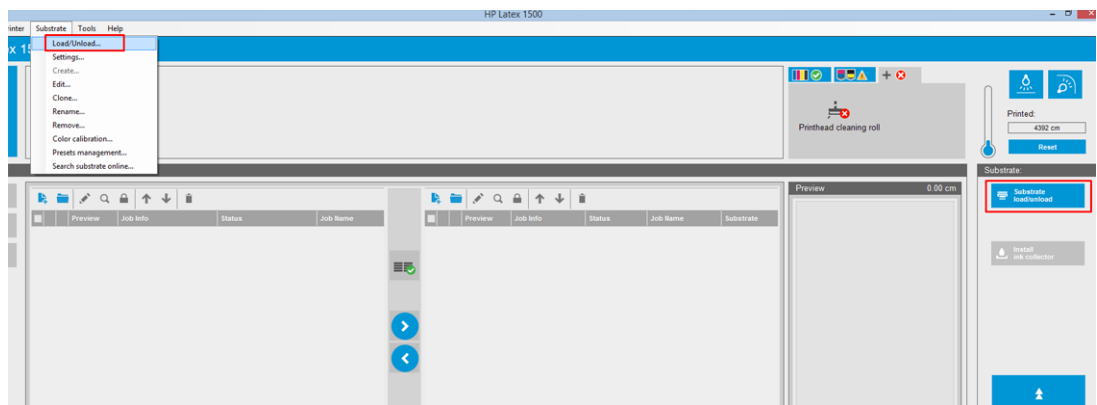 HP Latex 1500
Substrate Tools Help
Load/Unload...
Settings...
Create...
Edit...
Clone...
Rename...
Remove...
Color calibration...
Presets management...
Search substrate online...
Printhead cleaning roll
Printed:
4392 cm
Reset
Substrate:
Substrate
load/unload
Install
ink collector
Preview Job Info Status Job Name
Preview Job Info Status Job Name Substrate
Preview 0.00 cm